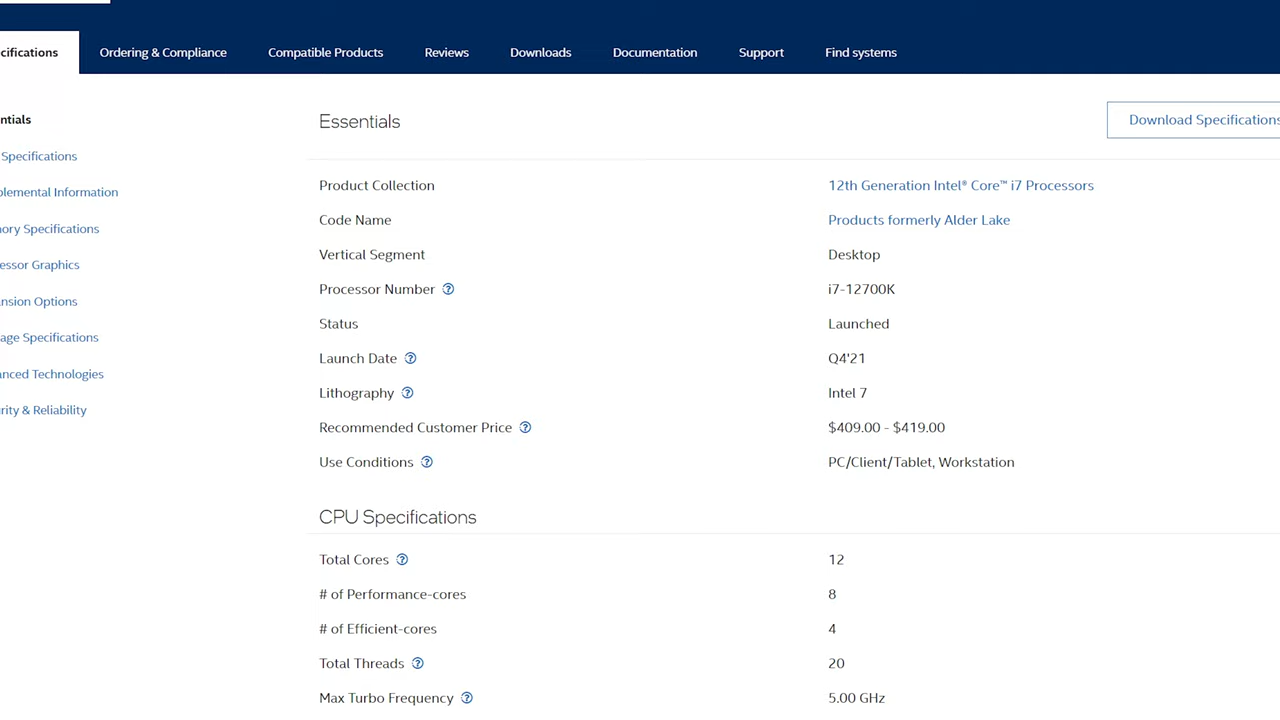 cifications Ordering & Compliance Compatible Products Reviews Downloads Documentation Support Find systems
ntials
Specifications
plemental Information
ory Specifications
essor Graphics
ansion Options
age Specifications
anced Technologies
rity & Reliability
Essentials
Download Specifications
Product Collection 12th Generation Intel® Core™ i7 Processors
Code Name Products formerly Alder Lake
Vertical Segment Desktop
Processor Number ? i7-12700K
Status Launched
Launch Date ? Q4'21
Lithography ? Intel 7
Recommended Customer Price ? $409.00 - $419.00
Use Conditions ? PC/Client/Tablet, Workstation
CPU Specifications
Total Cores ? 12
# of Performance-cores 8
# of Efficient-cores 4
Total Threads ? 20
Max Turbo Frequency ? 5.00 GHz